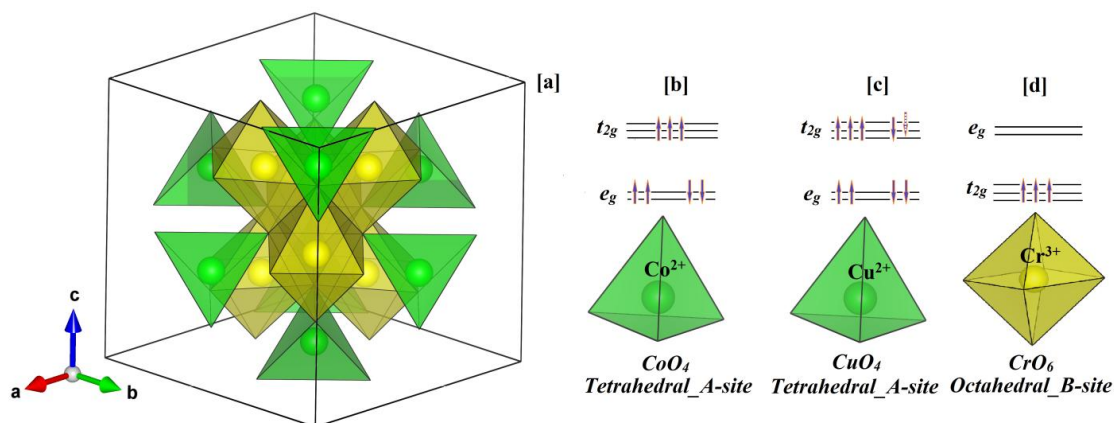 [a]
[b] [c] [d]
t2g t2g eg
eg eg t2g
Co2+ Cu2+ Cr3+
c
a b
CoO4 CuO4 CrO6
Tetrahedral_A-site Tetrahedral_A-site Octahedral_B-site